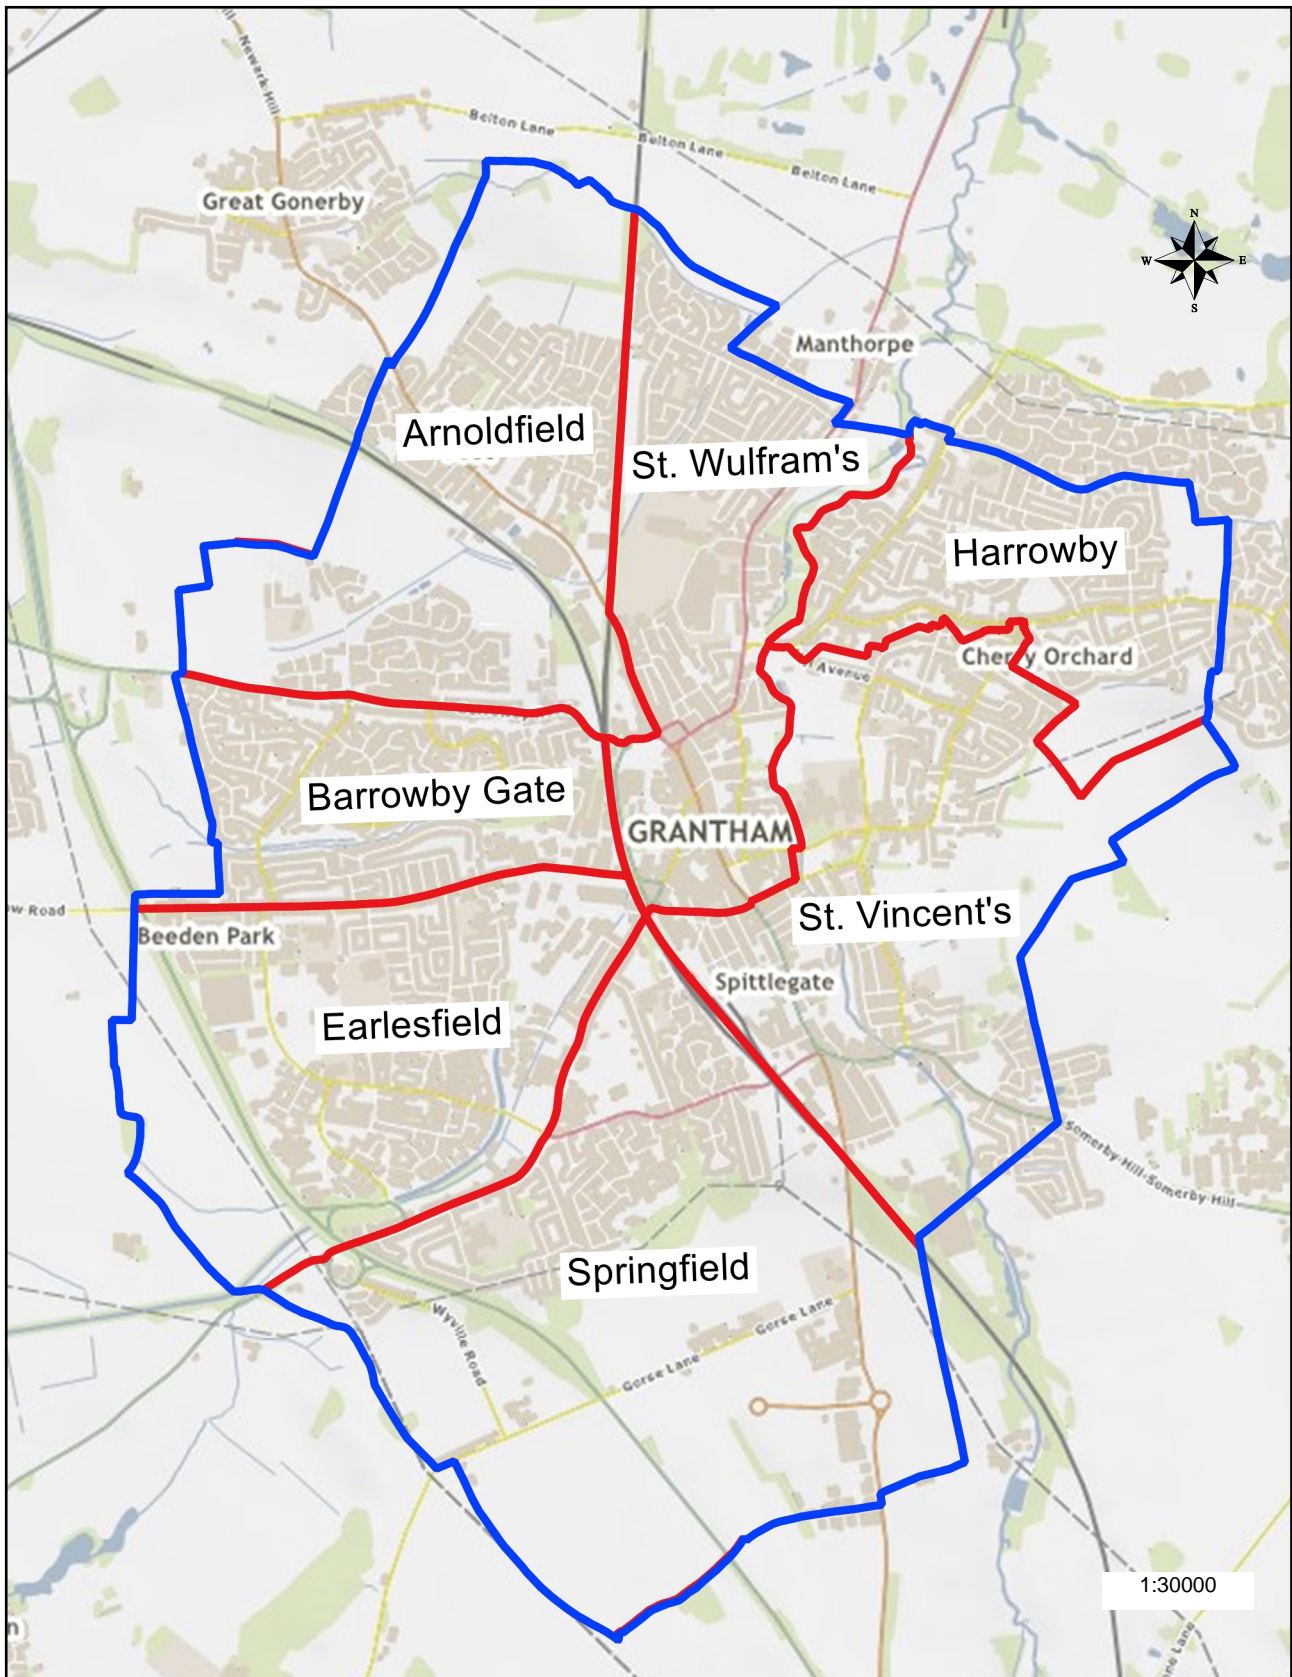 Newark Hill
Belton Lane
Belton Lane
Belton Lane
Great Gonerby
N
W
E
S
Manthorpe
Arnoldfield
St. Wulfram's
Harrowby
Cherry Orchard
Avenue
Barrowby Gate
GRANTHAM
Road
St. Vincent's
Beeden Park
Spittlegate
Earlesfield
Somerby-Hill-Somerby-Hill
Springfield
Wyville Road
Gorse Lane
Gorse Lane
1:30000
Lane